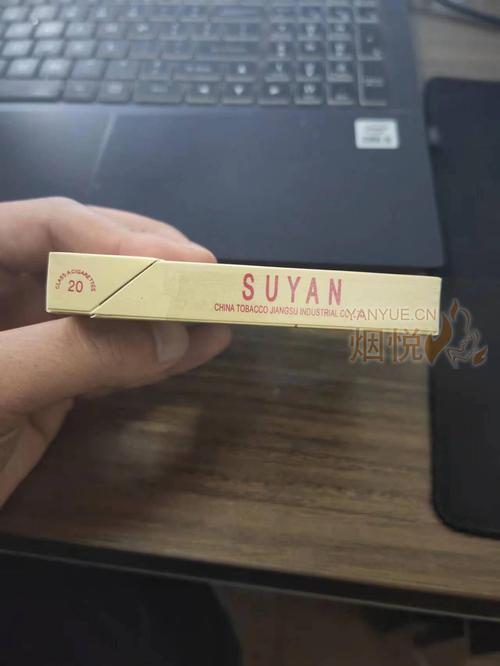 CLASS A CIGARETTES
20
SUYAN
CHINA TOBACCO JIANGSU INDUSTRIAL CO.,
YANYUE.CN
烟悦